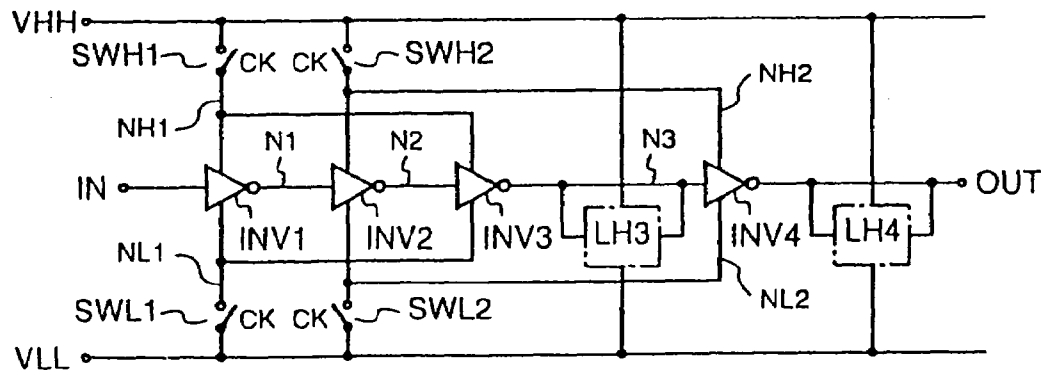 VHH
SWH1
CK
CK
SWH2
NH2
NH1
N1
N2
N3
IN
OUT
INV1
INV2
INV3
LH3
INV4
LH4
NL1
NL2
SWL1
CK
CK
SWL2
VLL